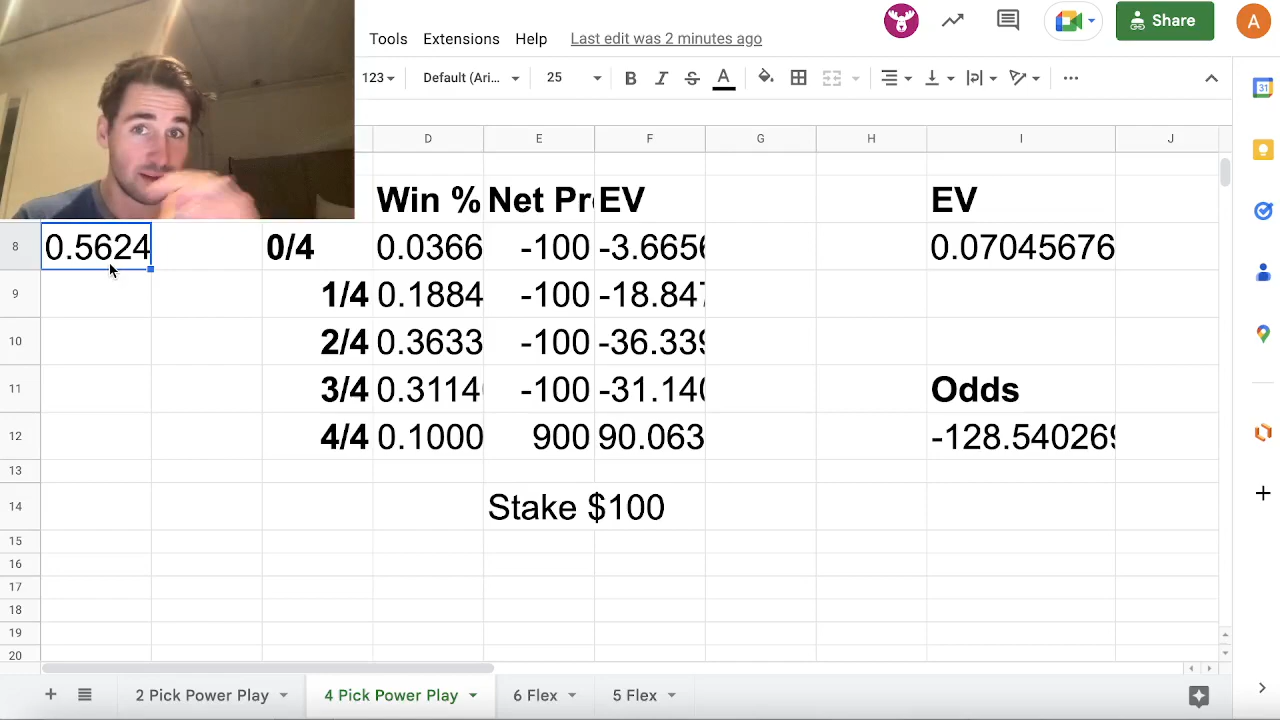 Tools Extensions Help Last edit was 2 minutes ago Share A
123 Default (Ari... 25 B I S A
D E F G H I J
Win % Net Pr EV EV
8 0.5624 0/4 0.0366 -100 -3.6656 0.07045676
9 1/4 0.1884 -100 -18.847
10 2/4 0.3633 -100 -36.339
11 3/4 0.3114 -100 -31.140 Odds
12 4/4 0.1000 900 90.063 -128.540269
13
14 Stake $100
15
16
17
18
19
20
2 Pick Power Play 4 Pick Power Play 6 Flex 5 Flex
31